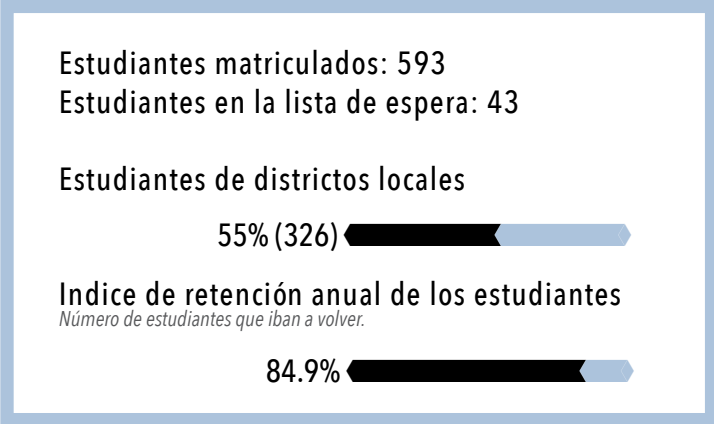 Estudiantes matriculados: 593
Estudiantes en la lista de espera: 43
Estudiantes de districtos locales
55% (326)
Indice de retención anual de los estudiantes
Número de estudiantes que iban a volver.
84.9%